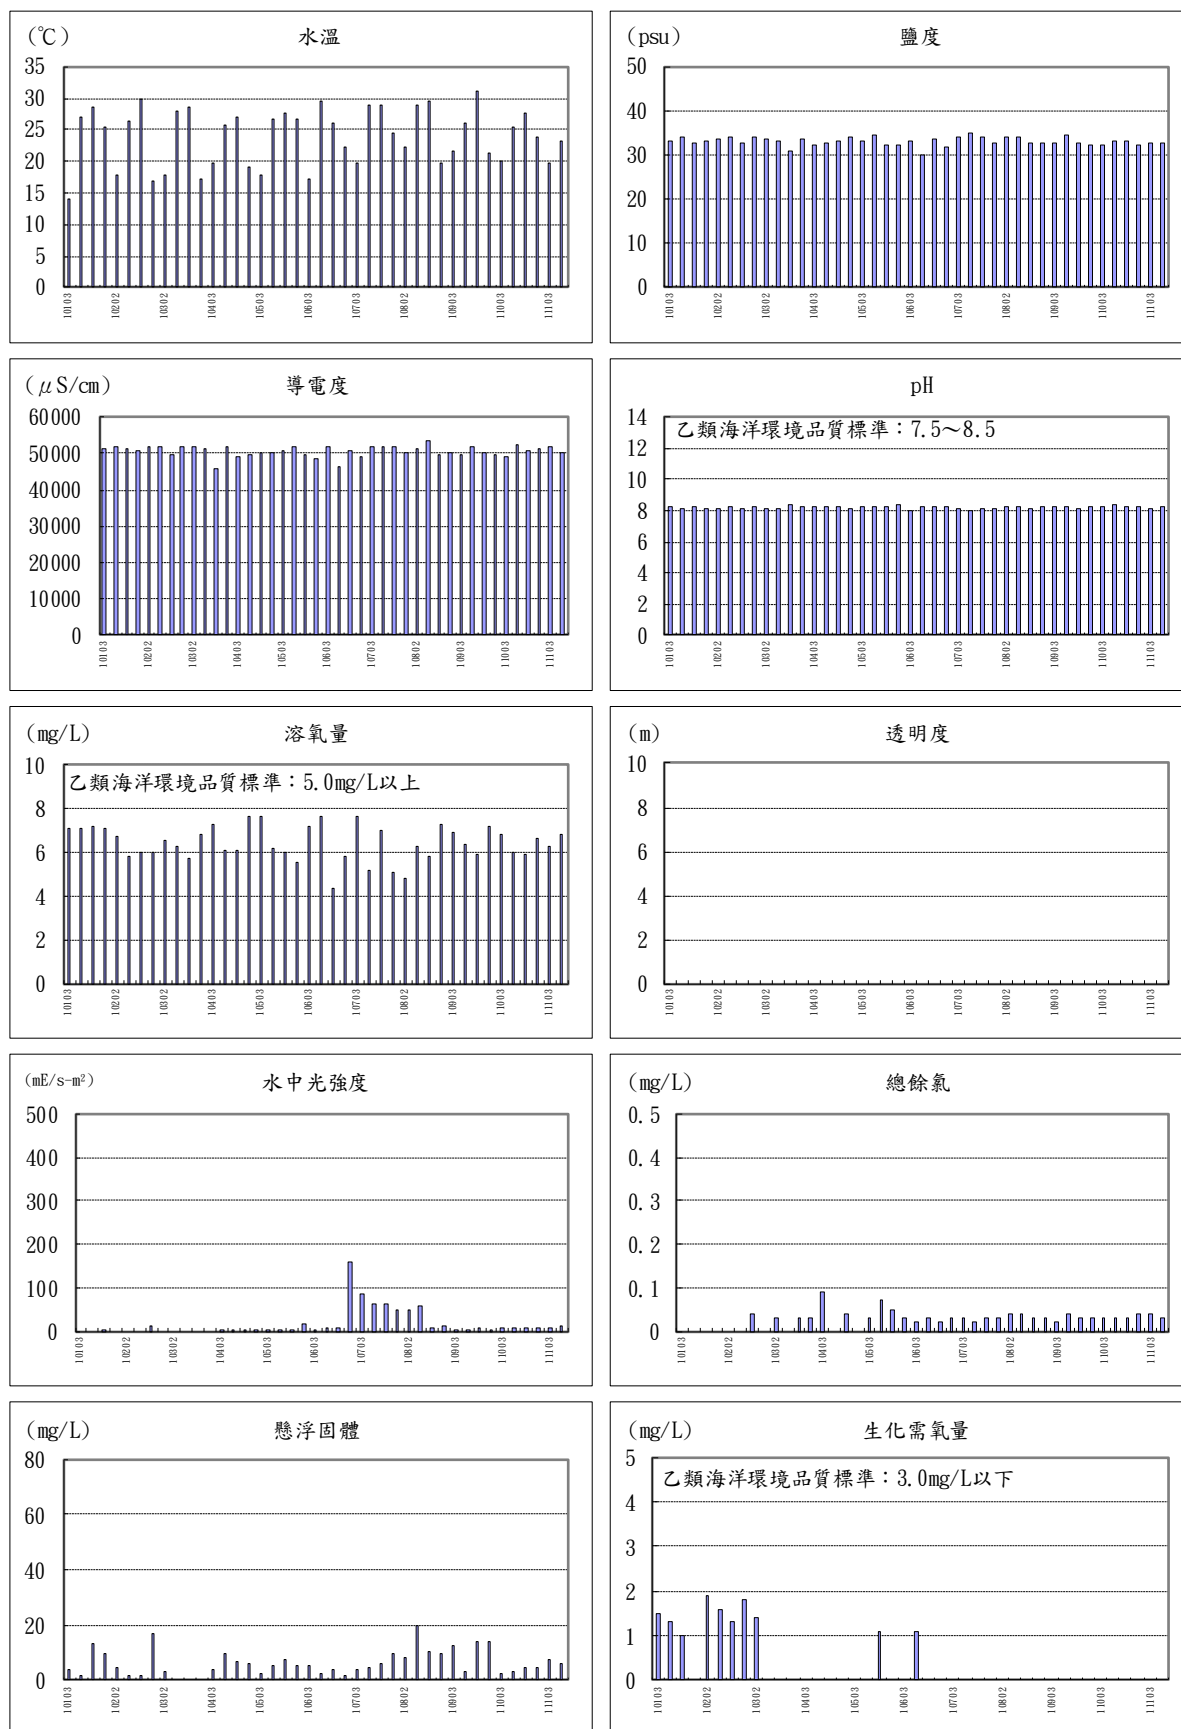 (℃) 水溫
35
30
25
20
15
10
5
0
10103 10202 10302 10403 10503 10603 10703 10802 10903 11003 11103
(psu) 鹽度
50
40
30
20
10
0
10103 10202 10302 10403 10503 10603 10703 10802 10903 11003 11103
(μS/cm) 導電度
60000
50000
40000
30000
20000
10000
0
10103 10202 10302 10403 10503 10603 10703 10802 10903 11003 11103
pH
乙類海洋環境品質標準：7.5～8.5
14
12
10
8
6
4
2
0
10103 10202 10302 10403 10503 10603 10703 10802 10903 11003 11103
(mg/L) 溶氧量
乙類海洋環境品質標準：5.0mg/L以上
10
8
6
4
2
0
10103 10202 10302 10403 10503 10603 10703 10802 10903 11003 11103
(m) 透明度
10
8
6
4
2
0
10103 10202 10302 10403 10503 10603 10703 10802 10903 11003 11103
(mE/s-m²) 水中光強度
500
400
300
200
100
0
10103 10202 10302 10403 10503 10603 10703 10802 10903 11003 11103
(mg/L) 總餘氯
0.5
0.4
0.3
0.2
0.1
0
10103 10202 10302 10403 10503 10603 10703 10802 10903 11003 11103
(mg/L) 懸浮固體
80
60
40
20
0
10103 10202 10302 10403 10503 10603 10703 10802 10903 11003 11103
(mg/L) 生化需氧量
乙類海洋環境品質標準：3.0mg/L以下
5
4
3
2
1
0
10103 10202 10302 10403 10503 10603 10703 10802 10903 11003 11103